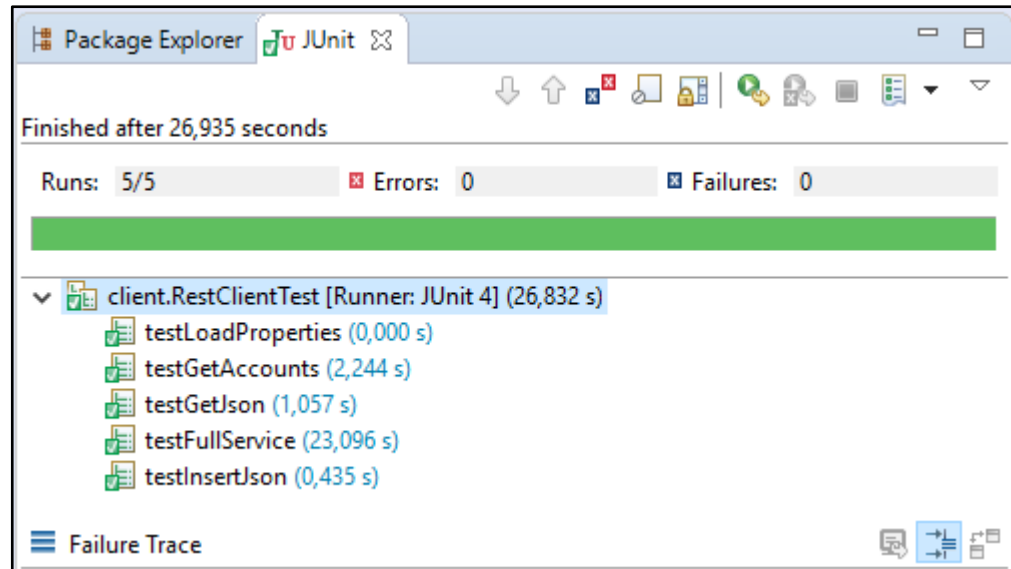 Package Explorer JUnit
Finished after 26,935 seconds
Runs: 5/5 Errors: 0 Failures: 0
client.RestClientTest [Runner: JUnit 4] (26,832 s)
testLoadProperties (0,000 s)
testGetAccounts (2,244 s)
testGetJson (1,057 s)
testFullService (23,096 s)
testInsertJson (0,435 s)
Failure Trace